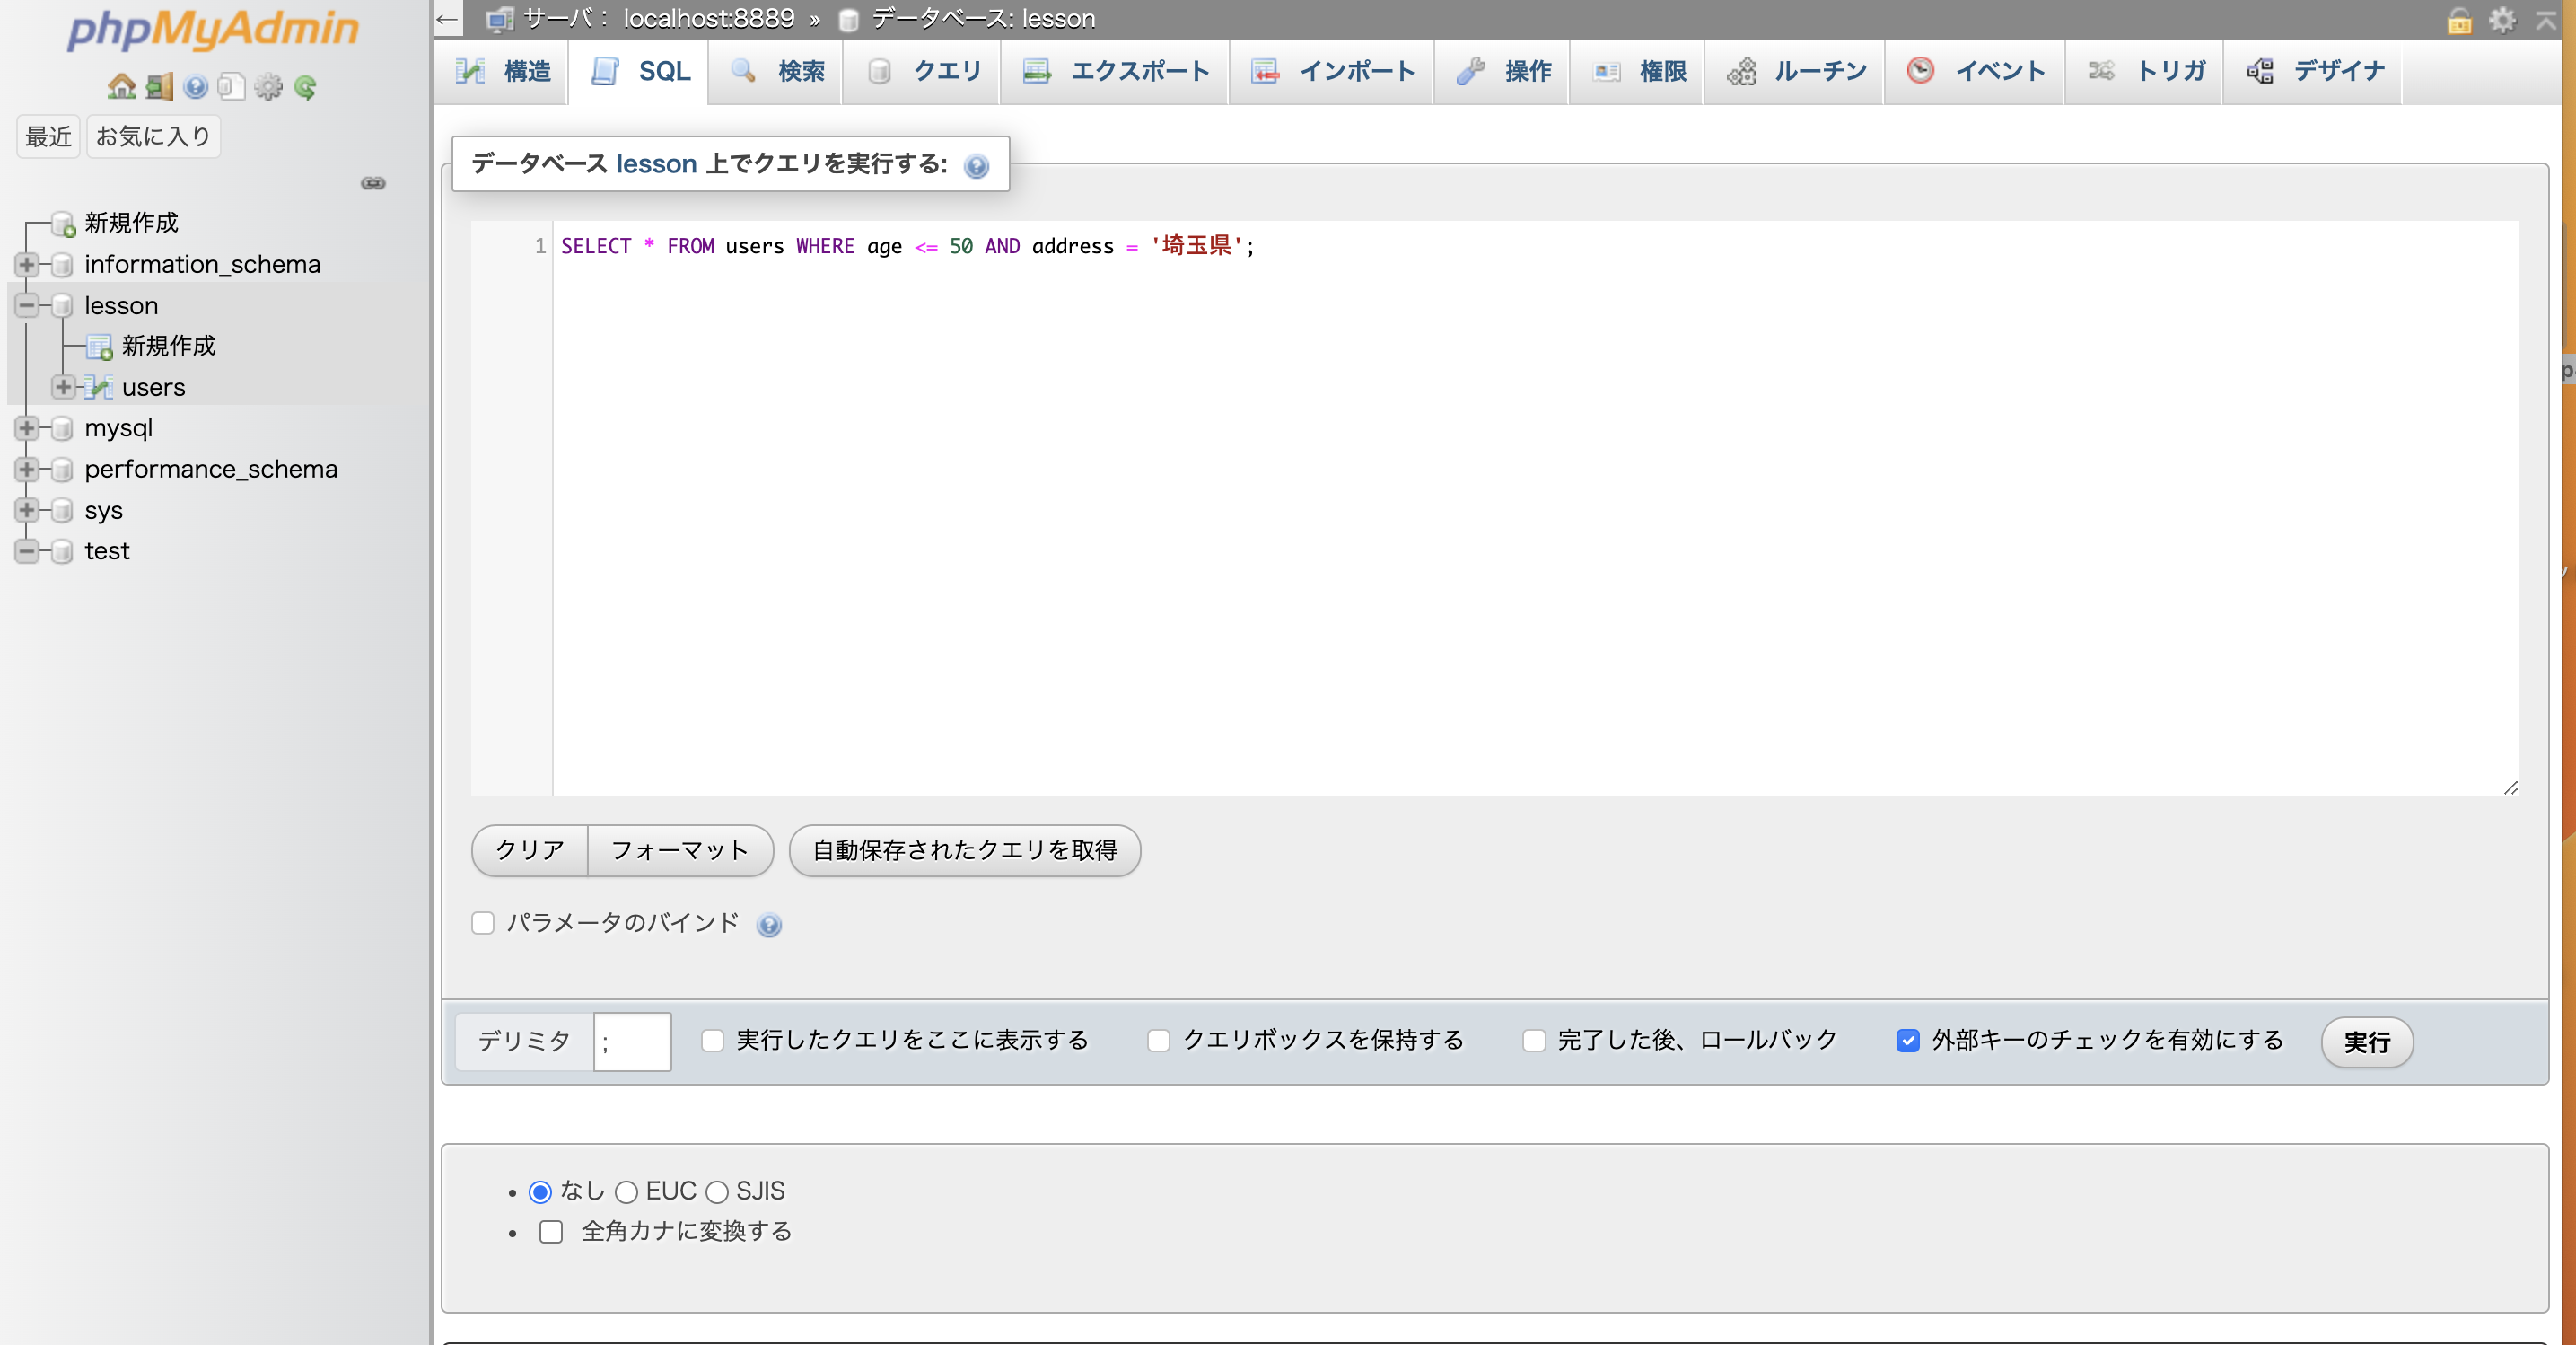 phpMyAdmin
最近 お気に入り
新規作成
information_schema
lesson
新規作成
users
mysql
performance_schema
sys
test
サーバ： localhost:8889 » データベース: lesson
構造 SQL 検索 クエリ エクスポート インポート 操作 権限 ルーチン イベント トリガ デザイナ
データベース lesson 上でクエリを実行する:
1 SELECT * FROM users WHERE age <= 50 AND address = '埼玉県';
クリア フォーマット 自動保存されたクエリを取得
パラメータのバインド
デリミタ ; 実行したクエリをここに表示する クエリボックスを保持する 完了した後、ロールバック 外部キーのチェックを有効にする 実行
なし EUC SJIS
全角カナに変換する